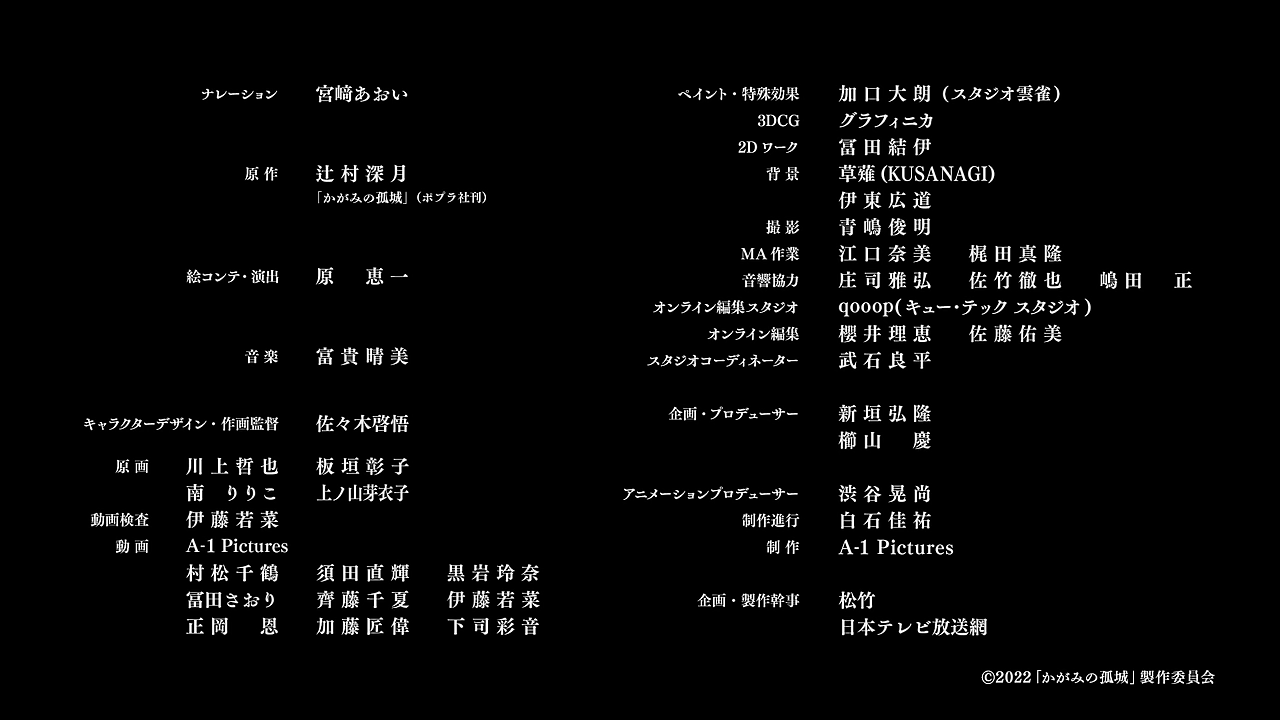 ナレーション 宮﨑あおい
原作 辻村深月
「かがみの孤城」（ポプラ社刊）
絵コンテ・演出 原 恵一
音楽 富貴晴美
キャラクターデザイン・作画監督 佐々木啓悟
原画 川上哲也 板垣彰子
南 りりこ 上ノ山芽衣子
動画検査 伊藤若菜
動画 A-1 Pictures
村松千鶴 須田直輝 黒岩玲奈
冨田さおり 齊藤千夏 伊藤若菜
正岡 恩 加藤匠偉 下司彩音
ペイント・特殊効果 加口大朗（スタジオ雲雀）
3DCG グラフィニカ
2Dワーク 冨田結伊
背景 草薙 (KUSANAGI)
伊東広道
撮影 青嶋俊明
MA作業 江口奈美 梶田真隆
音響協力 庄司雅弘 佐竹徹也 嶋田 正
オンライン編集スタジオ qooop(キュー・テック スタジオ)
オンライン編集 櫻井理恵 佐藤佑美
スタジオコーディネーター 武石良平
企画・プロデューサー 新垣弘隆
櫛山 慶
アニメーションプロデューサー 渋谷晃尚
制作進行 白石佳祐
制作 A-1 Pictures
企画・製作幹事 松竹
日本テレビ放送網
©2022「かがみの孤城」製作委員会